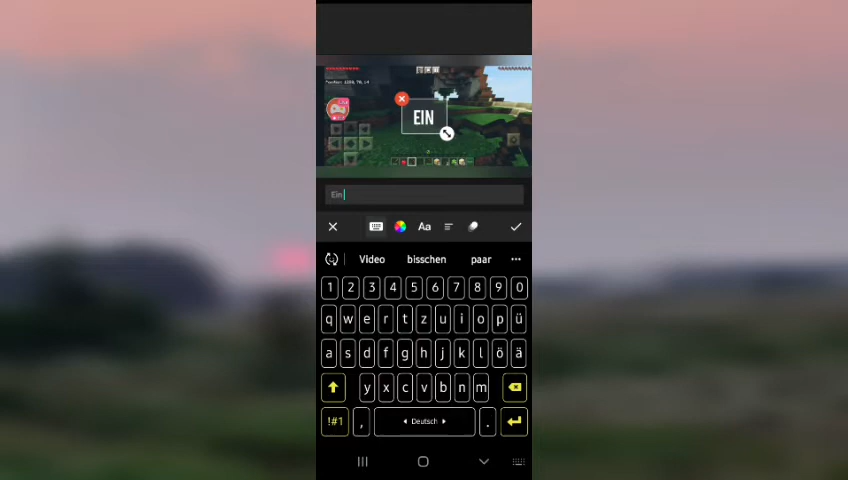 EIN
Ein
Aa
Video bisschen paar
1 2 3 4 5 6 7 8 9 0
q w e r t z u i o p ü
a s d f g h j k l ö ä
y x c v b n m
!#1 , Deutsch .